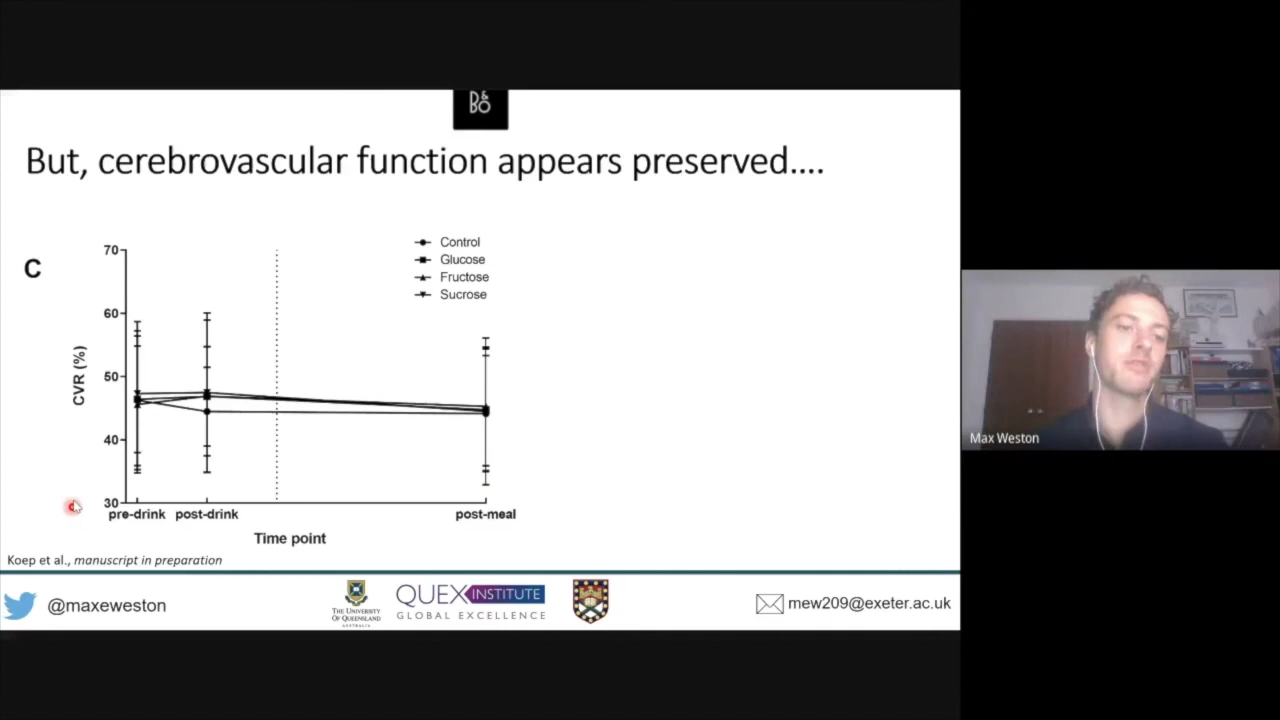 B&O
But, cerebrovascular function appears preserved....
C
Control
Glucose
Fructose
Sucrose
70
60
50
40
30
CVR (%)
pre-drink post-drink post-meal
Time point
Koep et al., manuscript in preparation
@maxeweston
THE UNIVERSITY
OF QUEENSLAND
AUSTRALIA
QUEX INSTITUTE
GLOBAL EXCELLENCE
mew209@exeter.ac.uk
Max Weston